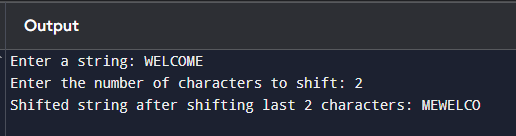 Output
Enter a string: WELCOME
Enter the number of characters to shift: 2
Shifted string after shifting last 2 characters: MEWELCO